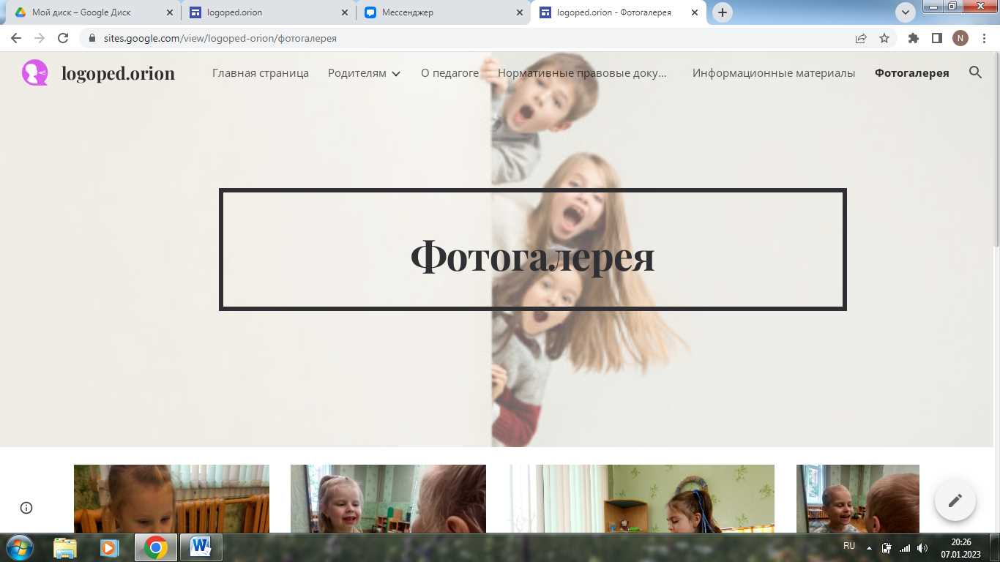 Мой диск – Google Диск
logoped.orion
Мессенджер
logoped.orion - Фотогалерея
sites.google.com/view/logoped-orion/фотогалерея
N
logoped.orion
Главная страница
Родителям
О педагоге
Нормативные правовые доку...
Информационные материалы
Фотогалерея
Фотогалерея
RU
20:26
07.01.2023